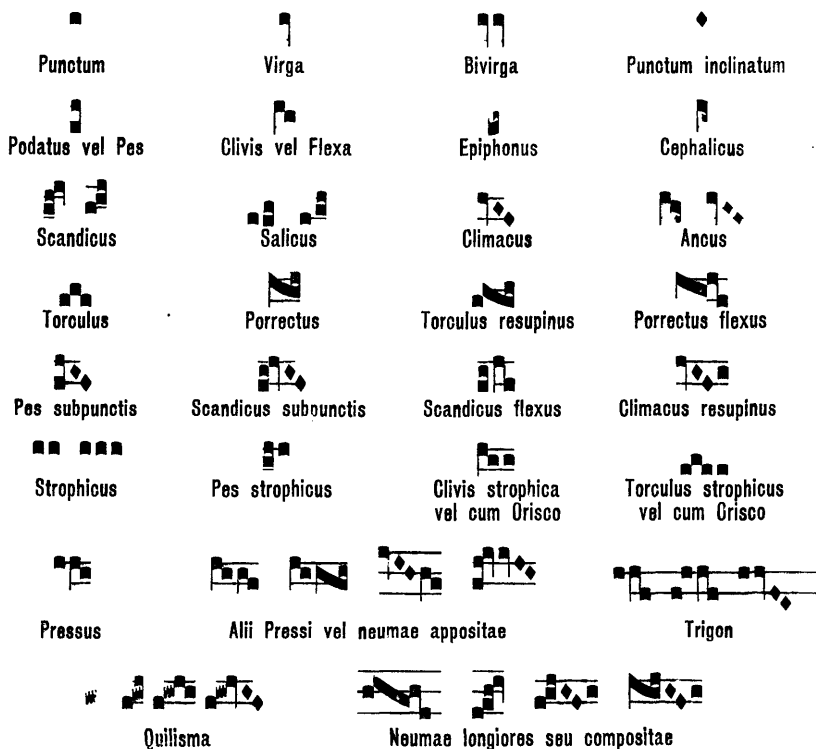 Punctum Virga Bivirga Punctum inclinatum
Podatus vel Pes Clivis vel Flexa Epiphonus Cephalicus
Scandicus Salicus Climacus Ancus
Torculus Porrectus Torculus resupinus Porrectus flexus
Pes subpunctis Scandicus subpunctis Scandicus flexus Climacus resupinus
Strophicus Pes strophicus Clivis strophica Torculus strophicus
vel cum Orisco vel cum Orisco
Pressus Alii Pressi vel neumae appositae Trigon
Quilisma Neumae longiores seu compositae